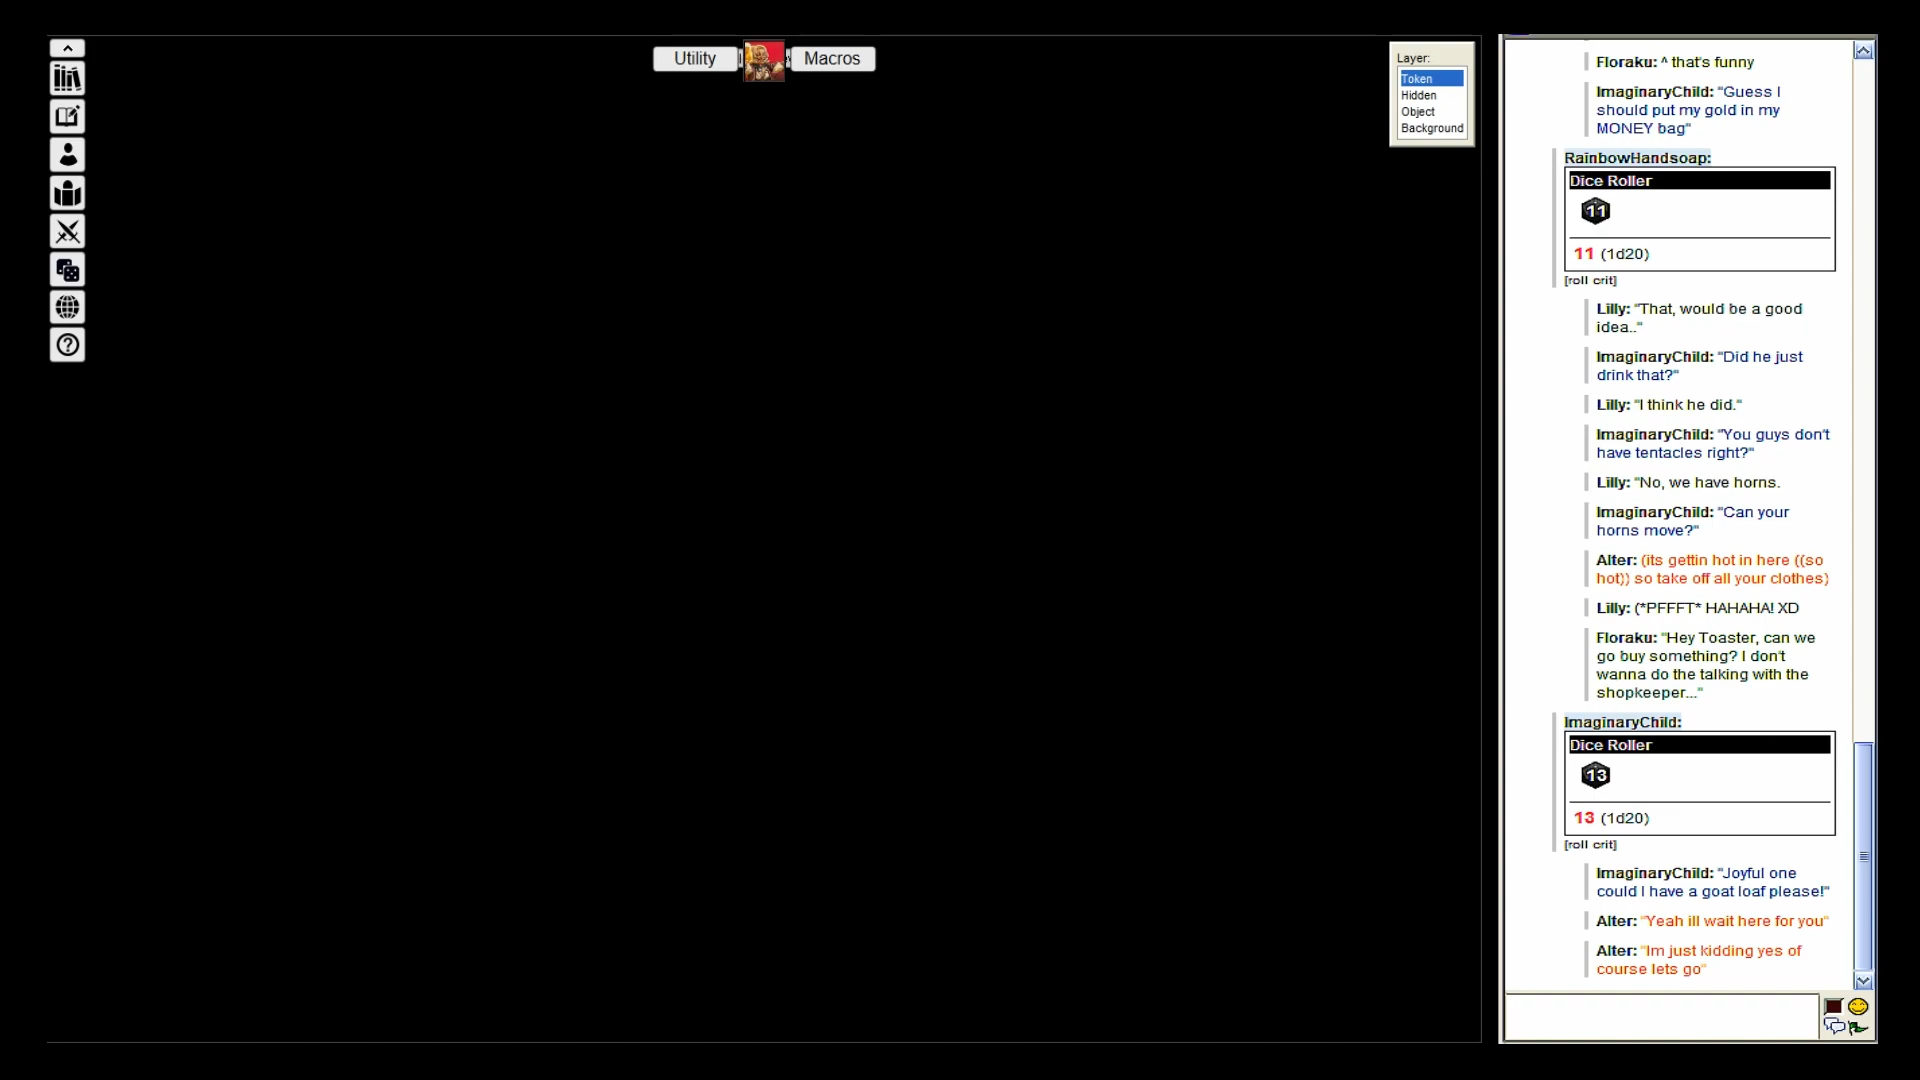 Utility
Macros
Layer:
Token
Hidden
Object
Background
Floraku: ^ that's funny
ImaginaryChild: "Guess I
should put my gold in my
MONEY bag"
RainbowHandsoap:
Dice Roller
11
11 (1d20)
[roll crit]
Lilly: "That, would be a good
idea.."
ImaginaryChild: "Did he just
drink that?"
Lilly: "I think he did."
ImaginaryChild: "You guys don't
have tentacles right?"
Lilly: "No, we have horns.
ImaginaryChild: "Can your
horns move?"
Alter: (its gettin hot in here ((so
hot)) so take off all your clothes)
Lilly: (*PFFFT* HAHAHA! XD
Floraku: "Hey Toaster, can we
go buy something? I don't
wanna do the talking with the
shopkeeper..."
ImaginaryChild:
Dice Roller
13
13 (1d20)
[roll crit]
ImaginaryChild: "Joyful one
could I have a goat loaf please!"
Alter: "Yeah ill wait here for you"
Alter: "Im just kidding yes of
course lets go"